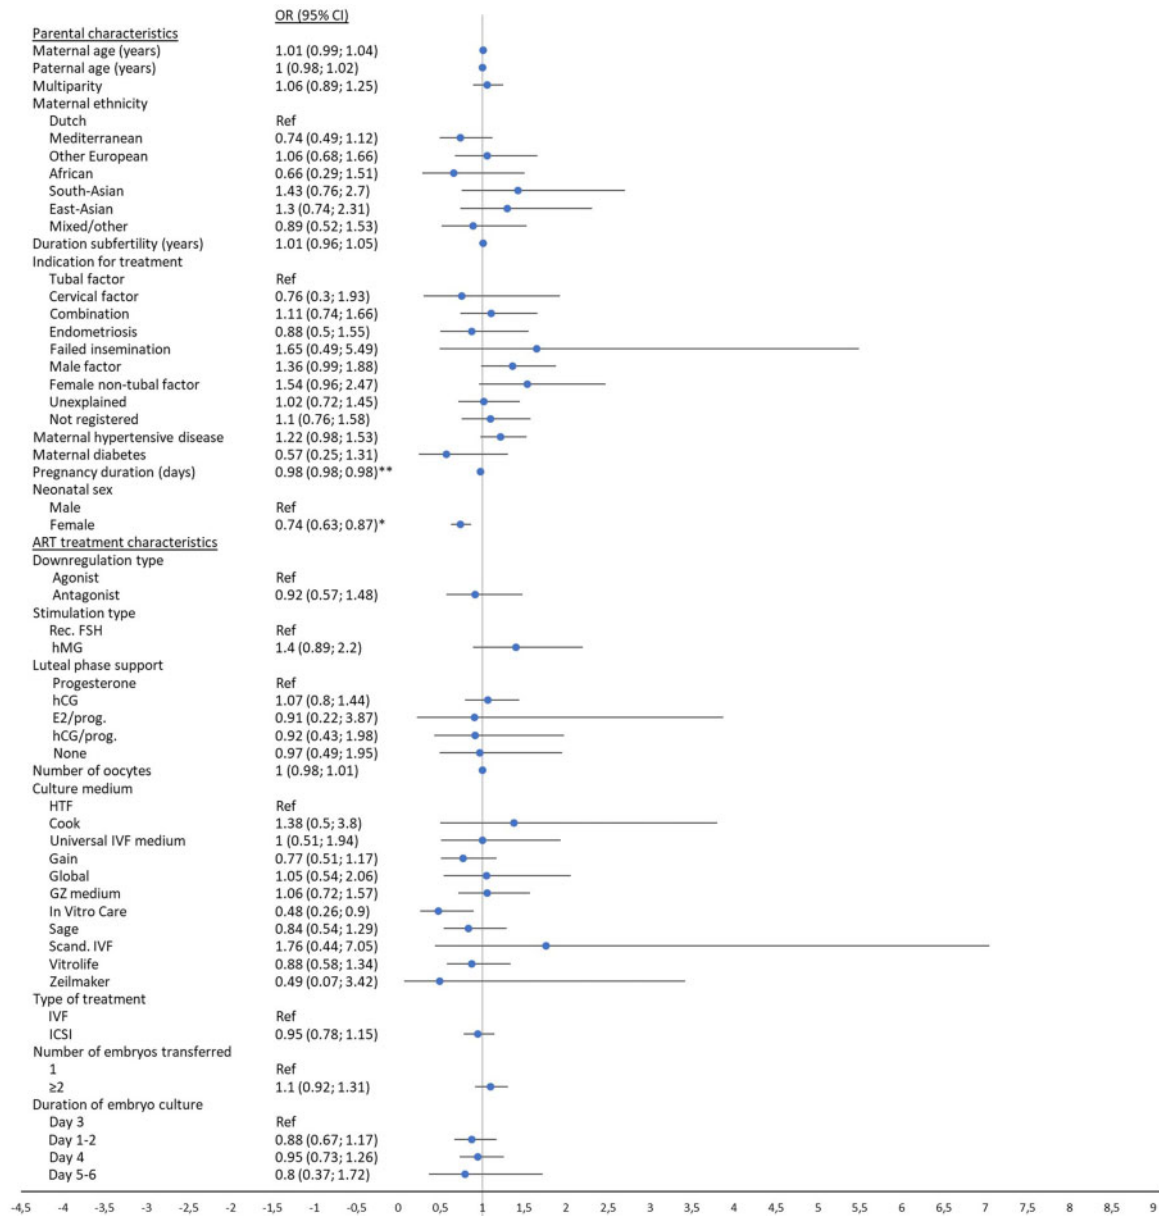 OR (95% CI)
Parental characteristics
Maternal age (years) 1.01 (0.99; 1.04)
Paternal age (years) 1 (0.98; 1.02)
Multiparity 1.06 (0.89; 1.25)
Maternal ethnicity
Dutch Ref
Mediterranean 0.74 (0.49; 1.12)
Other European 1.06 (0.68; 1.66)
African 0.66 (0.29; 1.51)
South-Asian 1.43 (0.76; 2.7)
East-Asian 1.3 (0.74; 2.31)
Mixed/other 0.89 (0.52; 1.53)
Duration subfertility (years) 1.01 (0.96; 1.05)
Indication for treatment
Tubal factor Ref
Cervical factor 0.76 (0.3; 1.93)
Combination 1.11 (0.74; 1.66)
Endometriosis 0.88 (0.5; 1.55)
Failed insemination 1.65 (0.49; 5.49)
Male factor 1.36 (0.99; 1.88)
Female non-tubal factor 1.54 (0.96; 2.47)
Unexplained 1.02 (0.72; 1.45)
Not registered 1.1 (0.76; 1.58)
Maternal hypertensive disease 1.22 (0.98; 1.53)
Maternal diabetes 0.57 (0.25; 1.31)
Pregnancy duration (days) 0.98 (0.98; 0.98)**
Neonatal sex
Male Ref
Female 0.74 (0.63; 0.87)*
ART treatment characteristics
Downregulation type
Agonist Ref
Antagonist 0.92 (0.57; 1.48)
Stimulation type
Rec. FSH Ref
hMG 1.4 (0.89; 2.2)
Luteal phase support
Progesterone Ref
hCG 1.07 (0.8; 1.44)
E2/prog. 0.91 (0.22; 3.87)
hCG/prog. 0.92 (0.43; 1.98)
None 0.97 (0.49; 1.95)
Number of oocytes 1 (0.98; 1.01)
Culture medium
HTF Ref
Cook 1.38 (0.5; 3.8)
Universal IVF medium 1 (0.51; 1.94)
Gain 0.77 (0.51; 1.17)
Global 1.05 (0.54; 2.06)
GZ medium 1.06 (0.72; 1.57)
In Vitro Care 0.48 (0.26; 0.9)
Sage 0.84 (0.54; 1.29)
Scand. IVF 1.76 (0.44; 7.05)
Vitrolife 0.88 (0.58; 1.34)
Zeilmaker 0.49 (0.07; 3.42)
Type of treatment
IVF Ref
ICSI 0.95 (0.78; 1.15)
Number of embryos transferred
1 Ref
≥2 1.1 (0.92; 1.31)
Duration of embryo culture
Day 3 Ref
Day 1-2 0.88 (0.67; 1.17)
Day 4 0.95 (0.73; 1.26)
Day 5-6 0.8 (0.37; 1.72)
-4,5 -4 -3,5 -3 -2,5 -2 -1,5 -1 -0,5 0 0,5 1 1,5 2 2,5 3 3,5 4 4,5 5 5,5 6 6,5 7 7,5 8 8,5 9